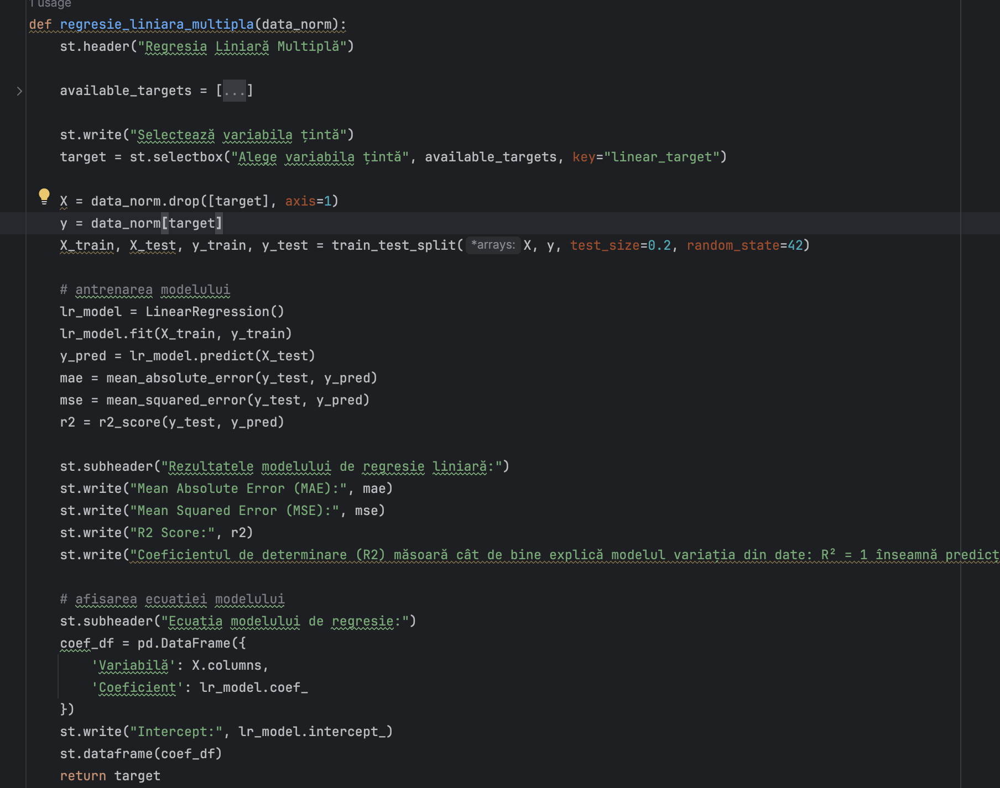 1 usage
def regresie_liniara_multipla(data_norm):
st.header("Regresia Liniară Multiplă")
available_targets = [...]
st.write("Selectează variabila țintă")
target = st.selectbox("Alege variabila țintă", available_targets, key="linear_target")
X = data_norm.drop([target], axis=1)
y = data_norm[target]
X_train, X_test, y_train, y_test = train_test_split( *arrays: X, y, test_size=0.2, random_state=42)
# antrenarea modelului
lr_model = LinearRegression()
lr_model.fit(X_train, y_train)
y_pred = lr_model.predict(X_test)
mae = mean_absolute_error(y_test, y_pred)
mse = mean_squared_error(y_test, y_pred)
r2 = r2_score(y_test, y_pred)
st.subheader("Rezultatele modelului de regresie liniară:")
st.write("Mean Absolute Error (MAE):", mae)
st.write("Mean Squared Error (MSE):", mse)
st.write("R2 Score:", r2)
st.write("Coeficientul de determinare (R2) măsoară cât de bine explică modelul variația din date: R² = 1 înseamnă predicț
# afisarea ecuației modelului
st.subheader("Ecuația modelului de regresie:")
coef_df = pd.DataFrame({
'Variabilă': X.columns,
'Coeficient': lr_model.coef_
})
st.write("Intercept:", lr_model.intercept_)
st.dataframe(coef_df)
return target